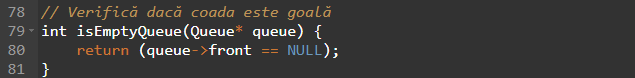 78 // Verifică dacă coada este goală
79 int isEmptyQueue(Queue* queue) {
80 return (queue->front == NULL);
81 }